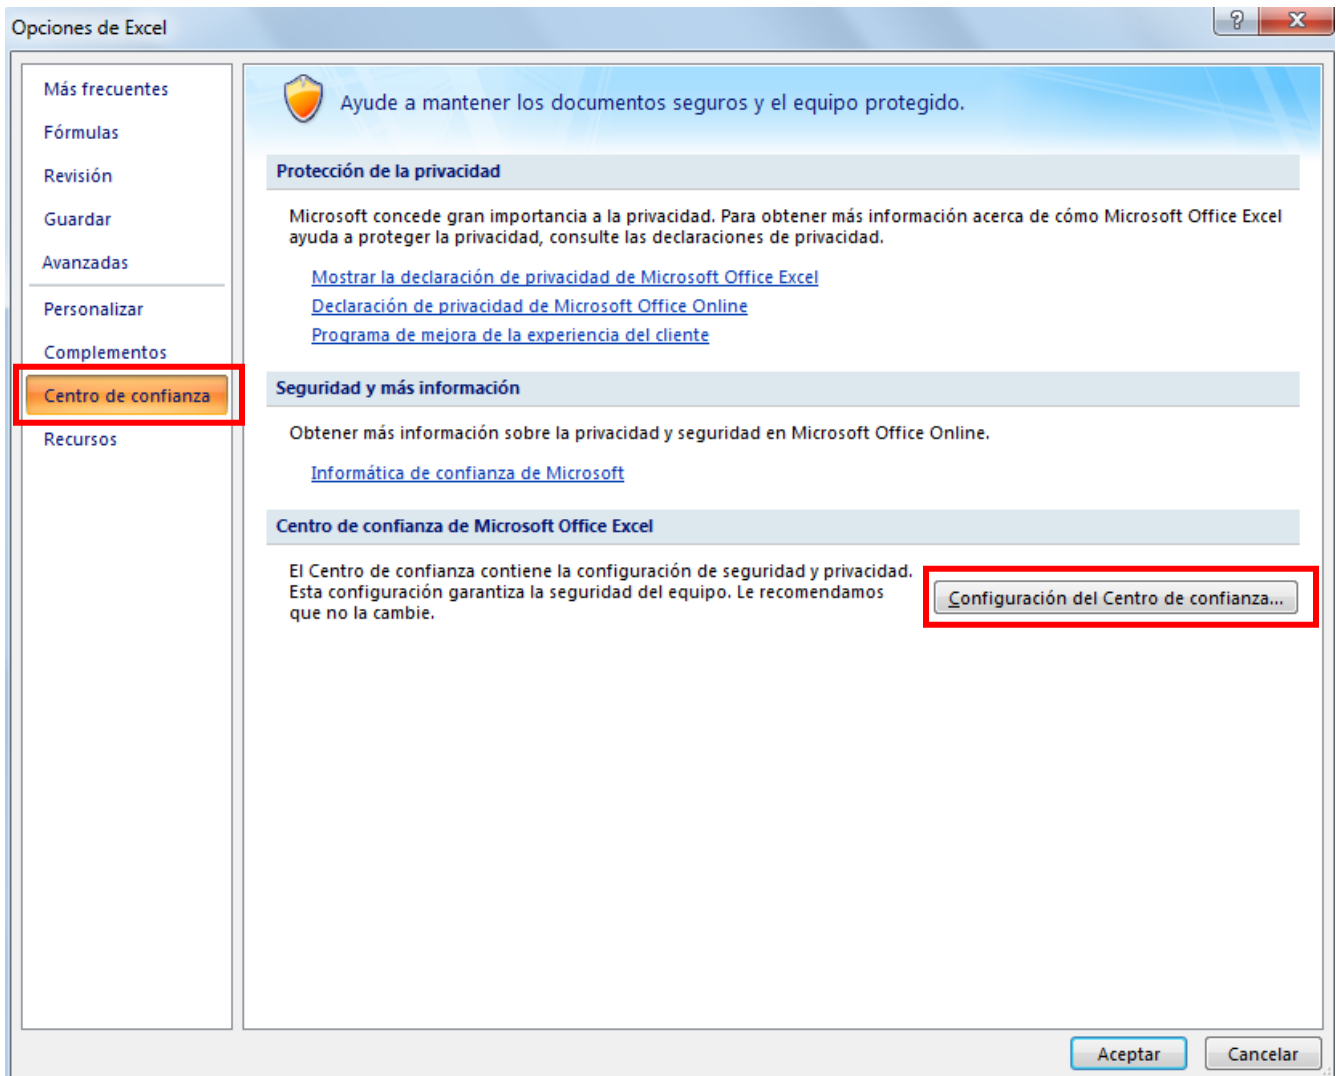 Opciones de Excel
Más frecuentes
Fórmulas
Revisión
Guardar
Avanzadas
Personalizar
Complementos
Centro de confianza
Recursos
Ayude a mantener los documentos seguros y el equipo protegido.
Protección de la privacidad
Microsoft concede gran importancia a la privacidad. Para obtener más información acerca de cómo Microsoft Office Excel
ayuda a proteger la privacidad, consulte las declaraciones de privacidad.
Mostrar la declaración de privacidad de Microsoft Office Excel
Declaración de privacidad de Microsoft Office Online
Programa de mejora de la experiencia del cliente
Seguridad y más información
Obtener más información sobre la privacidad y seguridad en Microsoft Office Online.
Informática de confianza de Microsoft
Centro de confianza de Microsoft Office Excel
El Centro de confianza contiene la configuración de seguridad y privacidad.
Esta configuración garantiza la seguridad del equipo. Le recomendamos
que no la cambie.
Configuración del Centro de confianza...
Aceptar
Cancelar